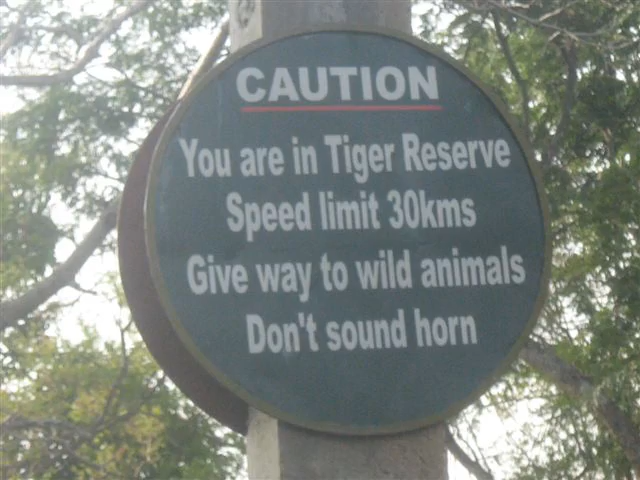 CAUTION
You are in Tiger Reserve
Speed limit 30kms
Give way to wild animals
Don't sound horn